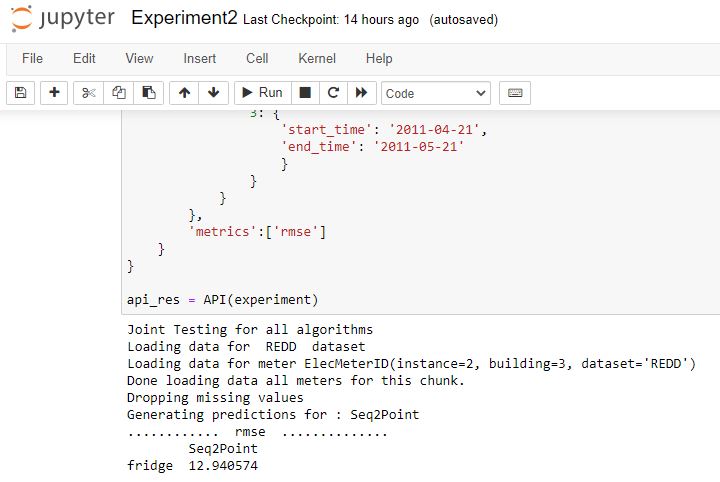 jupyter Experiment2 Last Checkpoint: 14 hours ago (autosaved)
File Edit View Insert Cell Kernel Help
Run Code
3: {
'start_time': '2011-04-21',
'end_time': '2011-05-21'
}
}
}
},
'metrics':['rmse']
}
}
api_res = API(experiment)
Joint Testing for all algorithms
Loading data for  REDD  dataset
Loading data for meter ElecMeterID(instance=2, building=3, dataset='REDD')
Done loading data all meters for this chunk.
Dropping missing values
Generating predictions for : Seq2Point
............  rmse  ..............
Seq2Point
fridge  12.940574